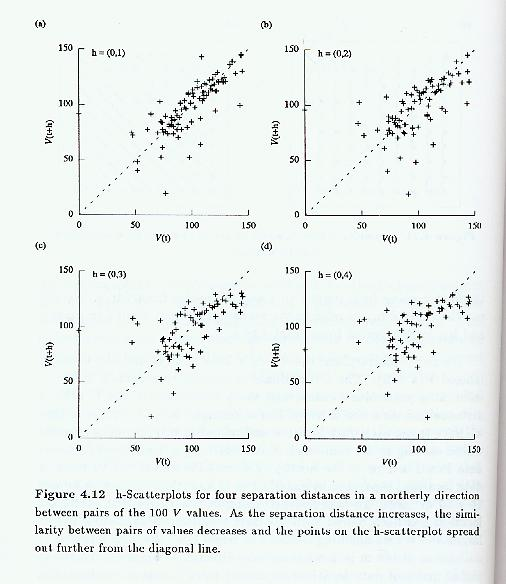 (a)
(b)
150
h = (0,1)
100
V(t+h)
50
0
0 50 100 150
V(t)
150
h = (0,2)
100
V(t+h)
50
0
0 50 100 150
V(t)
(c)
(d)
150
h = (0,3)
100
V(t+h)
50
0
0 50 100 150
V(t)
150
h = (0,4)
100
V(t+h)
50
0
0 50 100 150
V(t)
Figure 4.12 h-Scatterplots for four separation distances in a northerly direction
between pairs of the 100 V values. As the separation distance increases, the simi-
larity between pairs of values decreases and the points on the h-scatterplot spread
out further from the diagonal line.